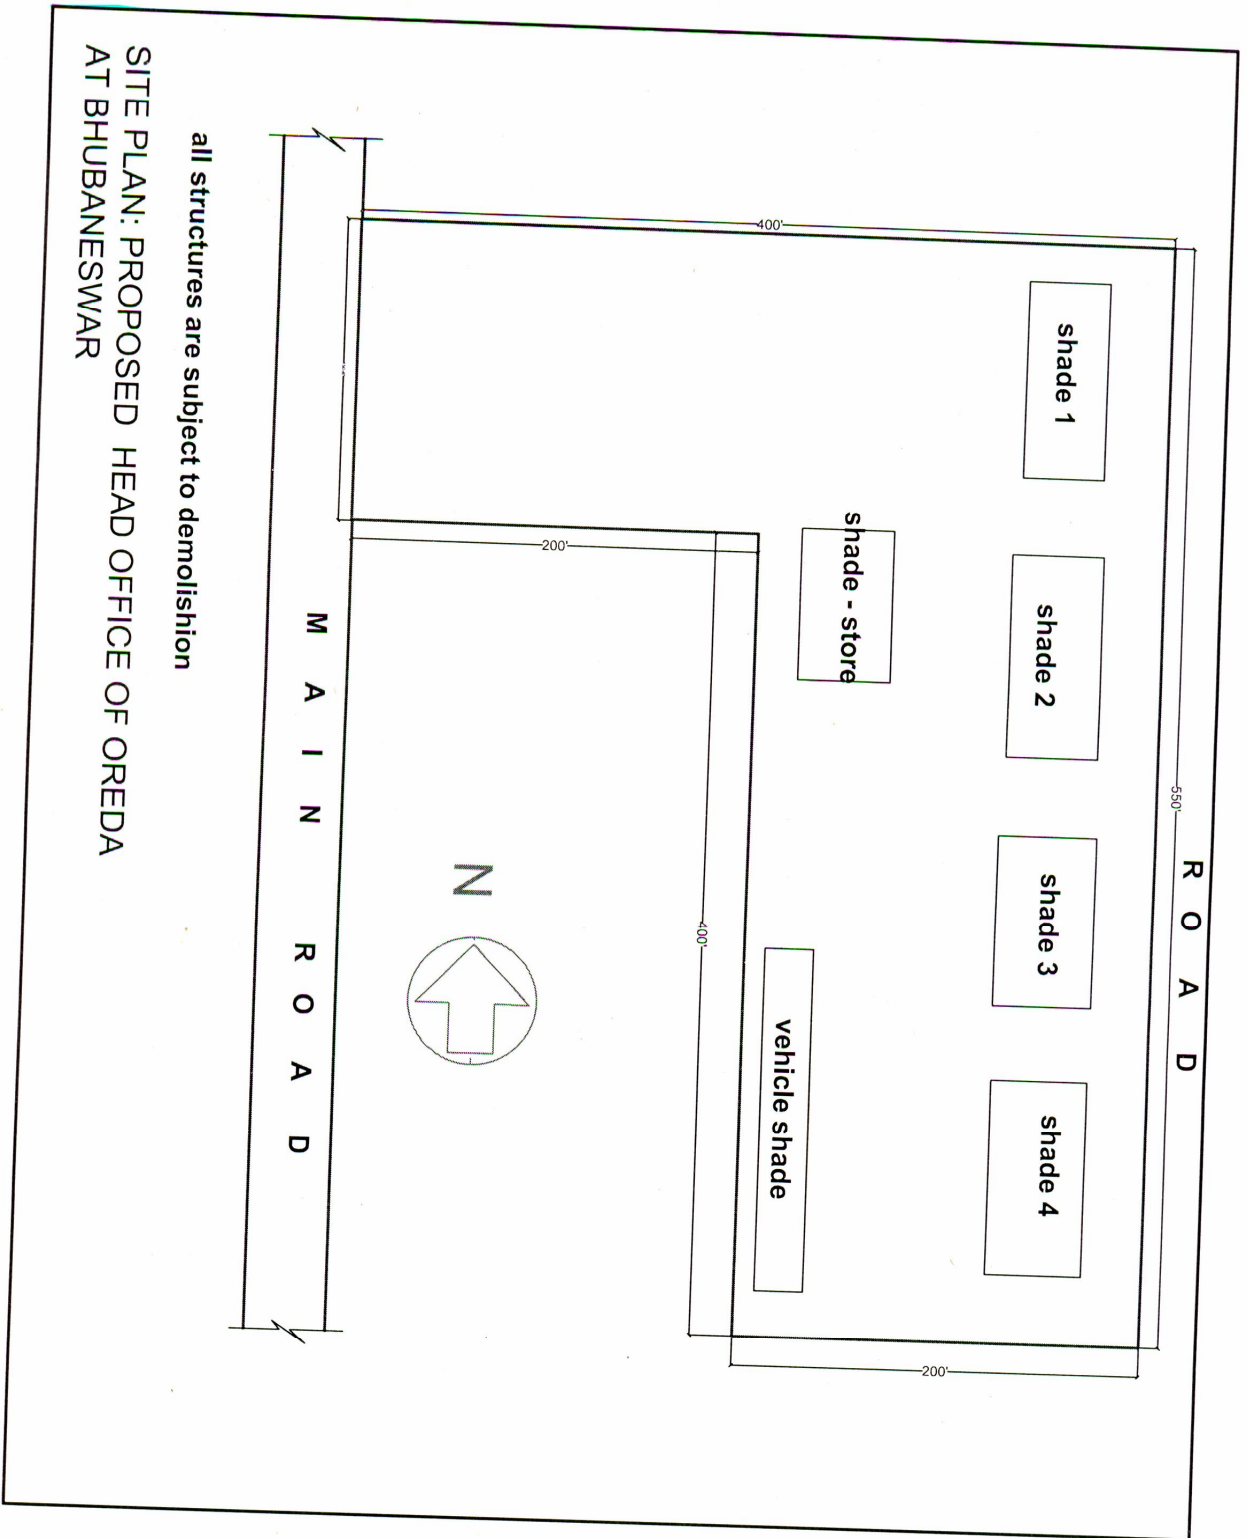 ROAD
550'
shade 1
shade 2
shade 3
shade 4
400'
shade - store
vehicle shade
200'
400'
200'
N
MAIN ROAD
all structures are subject to demolishion
SITE PLAN: PROPOSED HEAD OFFICE OF OREDA
AT BHUBANESWAR